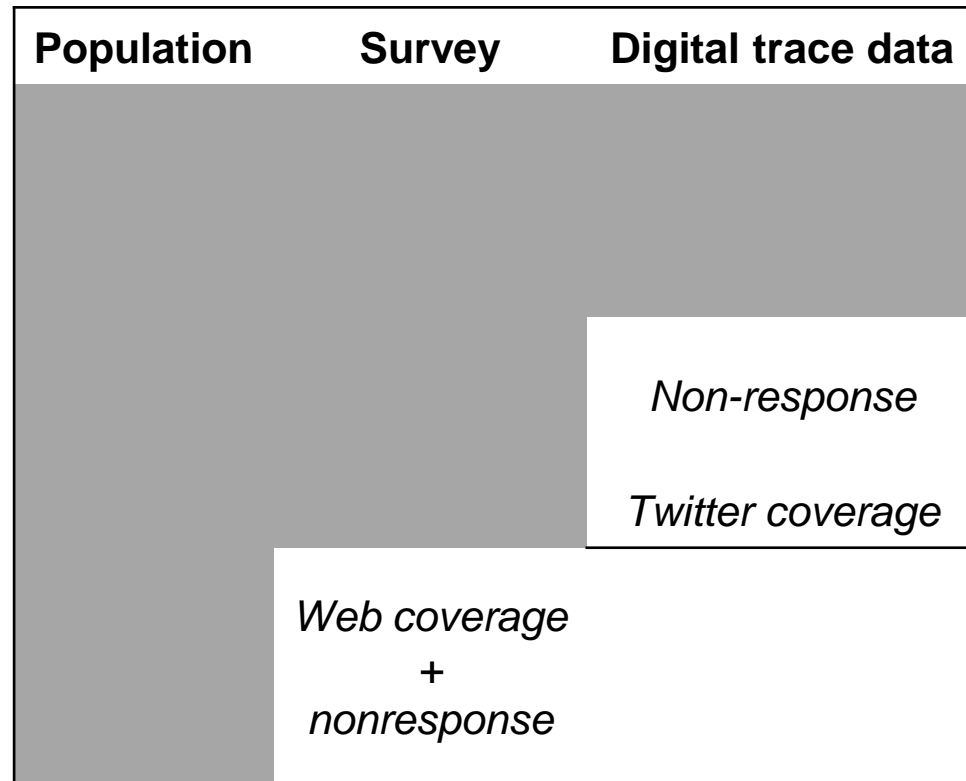 Population Survey Digital trace data
Non-response
Twitter coverage
Web coverage
+
nonresponse